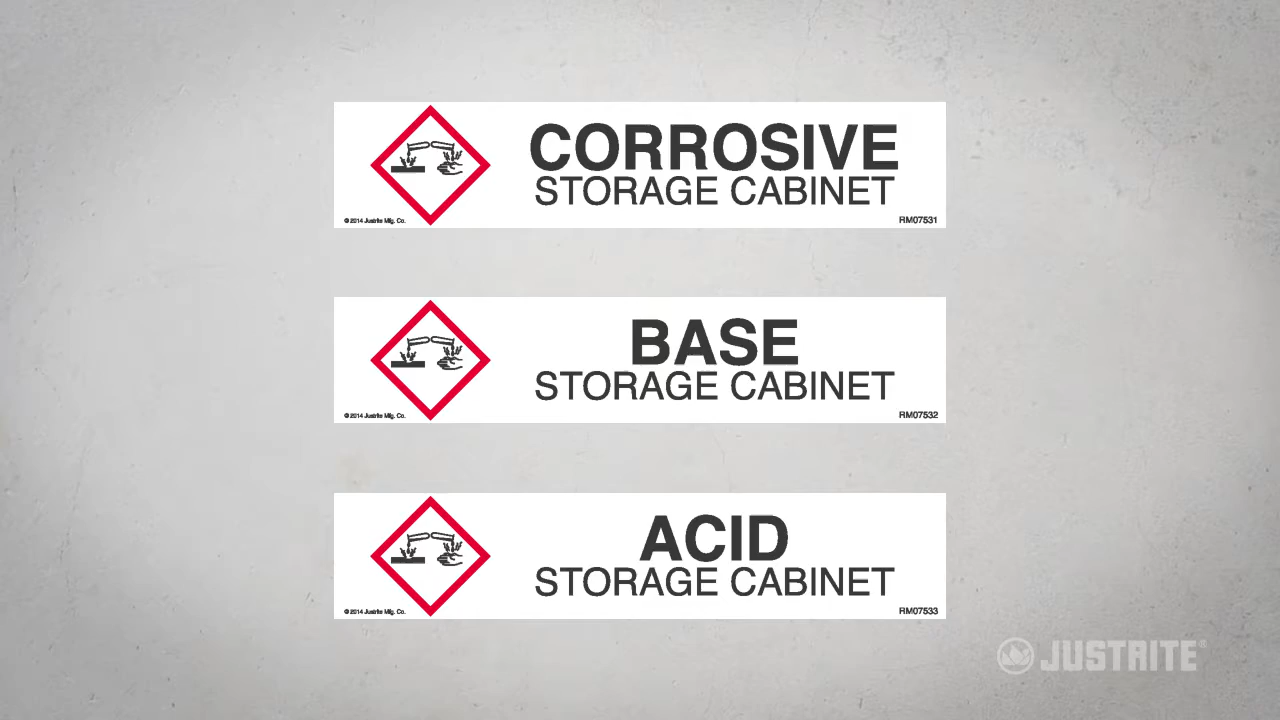 CORROSIVE
STORAGE CABINET
© 2014 Justrite Mfg. Co.
RM07531
BASE
STORAGE CABINET
© 2014 Justrite Mfg. Co.
RM07532
ACID
STORAGE CABINET
© 2014 Justrite Mfg. Co.
RM07533
JUSTRITE®